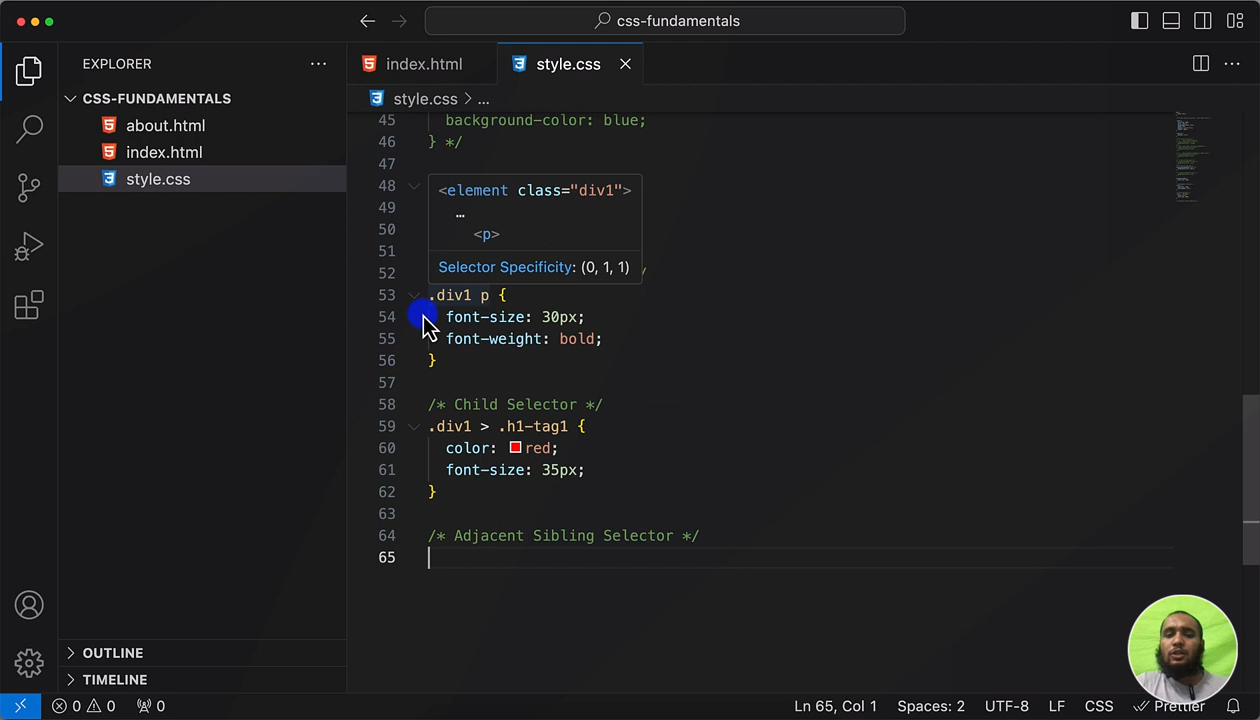 css-fundamentals
EXPLORER
CSS-FUNDAMENTALS
about.html
index.html
style.css
OUTLINE
TIMELINE
index.html
style.css
style.css > ...
45 background-color: blue;
46 } */
47
48
<element class="div1">
49
…
50
<p>
51
Selector Specificity: (0, 1, 1)
52 /
53 .div1 p {
54 font-size: 30px;
55 font-weight: bold;
56 }
57
58 /* Child Selector */
59 .div1 > .h1-tag1 {
60 color: red;
61 font-size: 35px;
62 }
63
64 /* Adjacent Sibling Selector */
65
0 0 0 Ln 65, Col 1 Spaces: 2 UTF-8 LF CSS Prettier